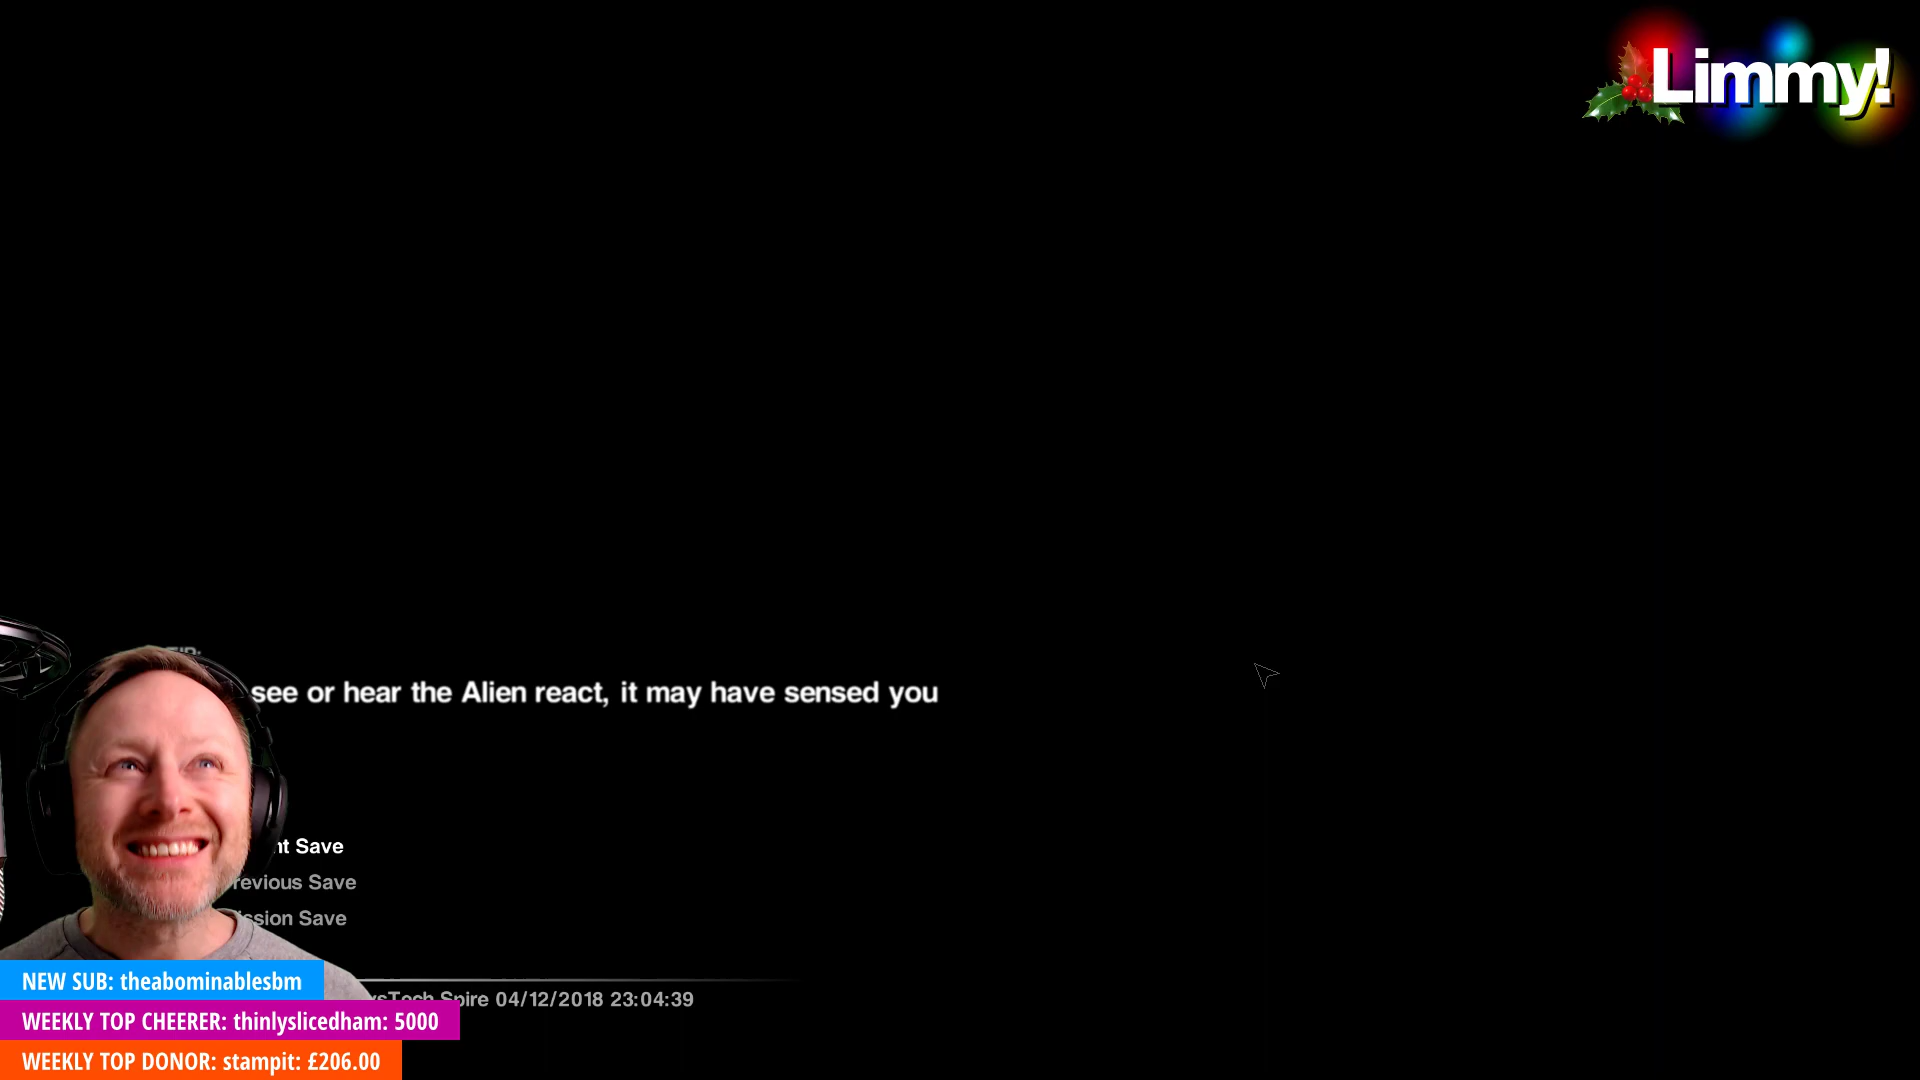 Limmy!
see or hear the Alien react, it may have sensed you
Save
Save
Save
Spire 04/12/2018 23:04:39
NEW SUB: theabominablesbm
WEEKLY TOP CHEERER: thinlyslicedham: 5000
WEEKLY TOP DONOR: stampit: £206.00